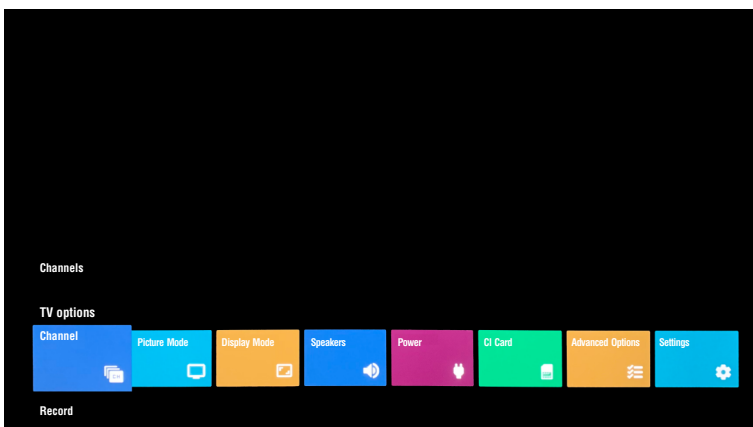 Channels
TV options
Channel
Picture Mode
Display Mode
Speakers
Power
CI Card
Advanced Options
Settings
Record